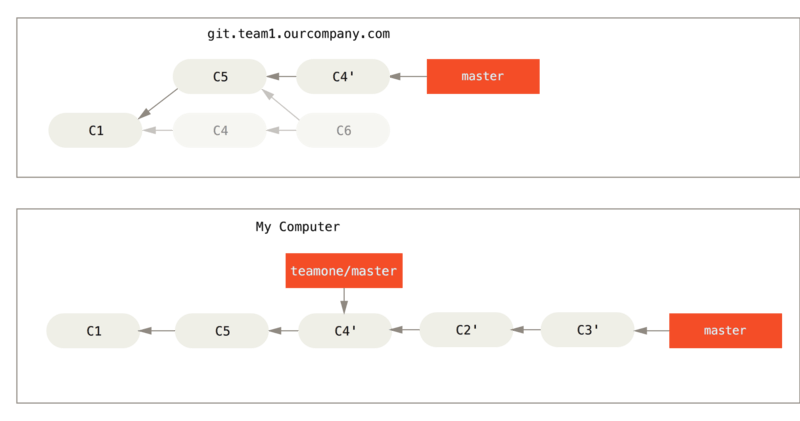 git.team1.ourcompany.com
C5
C4'
master
C1
C4
C6
My Computer
teamone/master
C1
C5
C4'
C2'
C3'
master